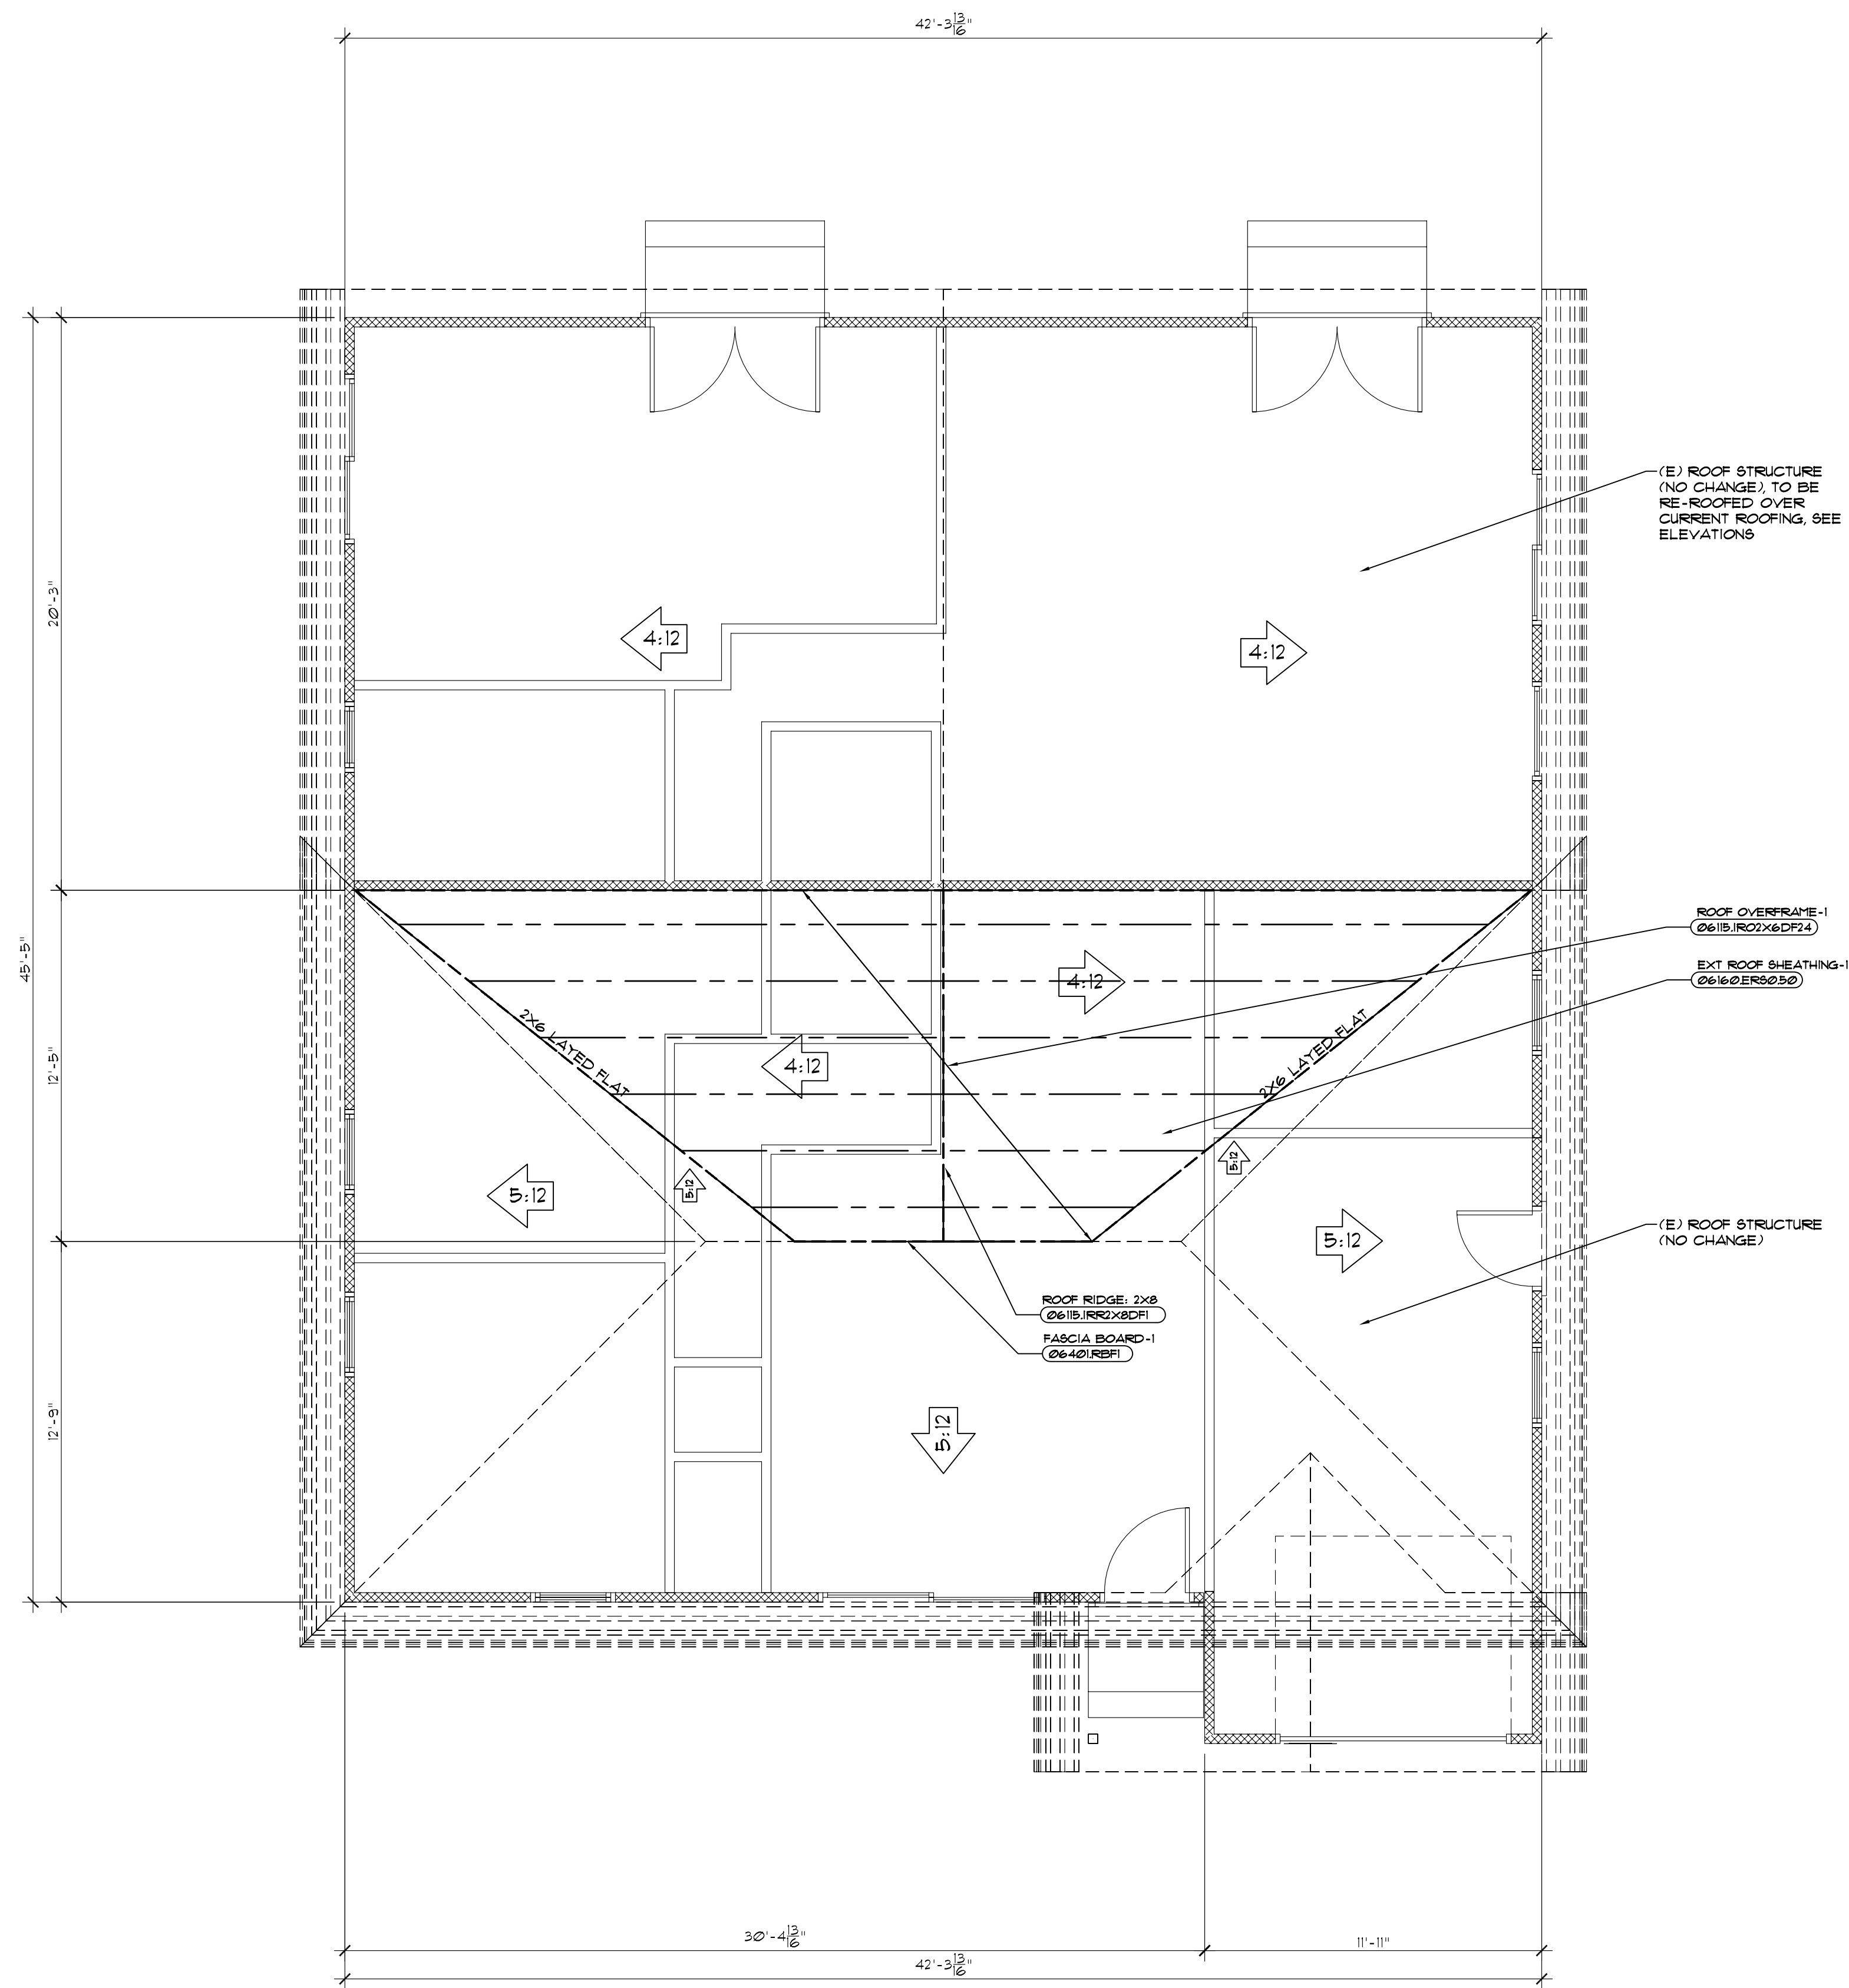 42'-3 13/16"
(E) ROOF STRUCTURE
(NO CHANGE), TO BE
RE-ROOFED OVER
CURRENT ROOFING, SEE
ELEVATIONS
20'-3"
4:12
4:12
45'-5"
ROOF OVERFRAME-1
06115.1RO2X6DF24
EXT ROOF SHEATHING-1
06160.ERS0.50
4:12
2X6 LAYED FLAT
2X6 LAYED FLAT
12'-5"
4:12
5:12
5:12
5:12
5:12
(E) ROOF STRUCTURE
(NO CHANGE)
ROOF RIDGE: 2X8
06115.1RR2X8DF1
FASCIA BOARD-1
06401.RBF1
12'-9"
5:12
30'-4 13/16"
11'-11"
42'-3 13/16"